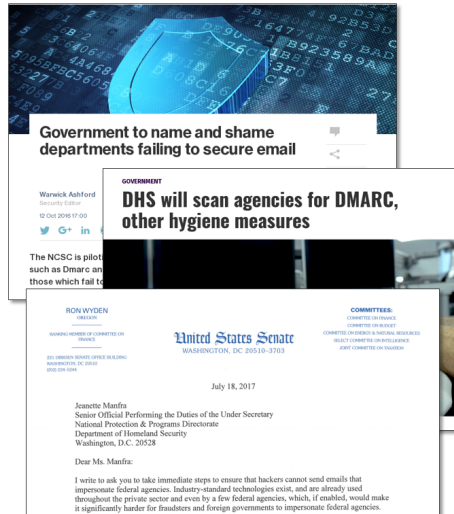 Government to name and shame
departments failing to secure email
Warwick Ashford
Security Editor
12 Oct 2016 17:00
G+ in
The NCSC is piloti
such as Dmarc an
those which fail to
GOVERNMENT
DHS will scan agencies for DMARC,
other hygiene measures
RON WYDEN
OREGON
RANKING MEMBER OF COMMITTEE ON
FINANCE
221 DIRKSEN SENATE OFFICE BUILDING
WASHINGTON, DC 20510
(202) 224-5244
United States Senate
WASHINGTON, DC 20510-3703
COMMITTEES:
COMMITTEE ON FINANCE
COMMITTEE ON BUDGET
COMMITTEE ON ENERGY & NATURAL RESOURCES
SELECT COMMITTEE ON INTELLIGENCE
JOINT COMMITTEE ON TAXATION
July 18, 2017
Jeanette Manfra
Senior Official Performing the Duties of the Under Secretary
National Protection & Programs Directorate
Department of Homeland Security
Washington, D.C. 20528
Dear Ms. Manfra:
I write to ask you to take immediate steps to ensure that hackers cannot send emails that
impersonate federal agencies. Industry-standard technologies exist, and are already used
throughout the private sector and even by a few federal agencies, which, if enabled, would make
it significantly harder for fraudsters and foreign governments to impersonate federal agencies.